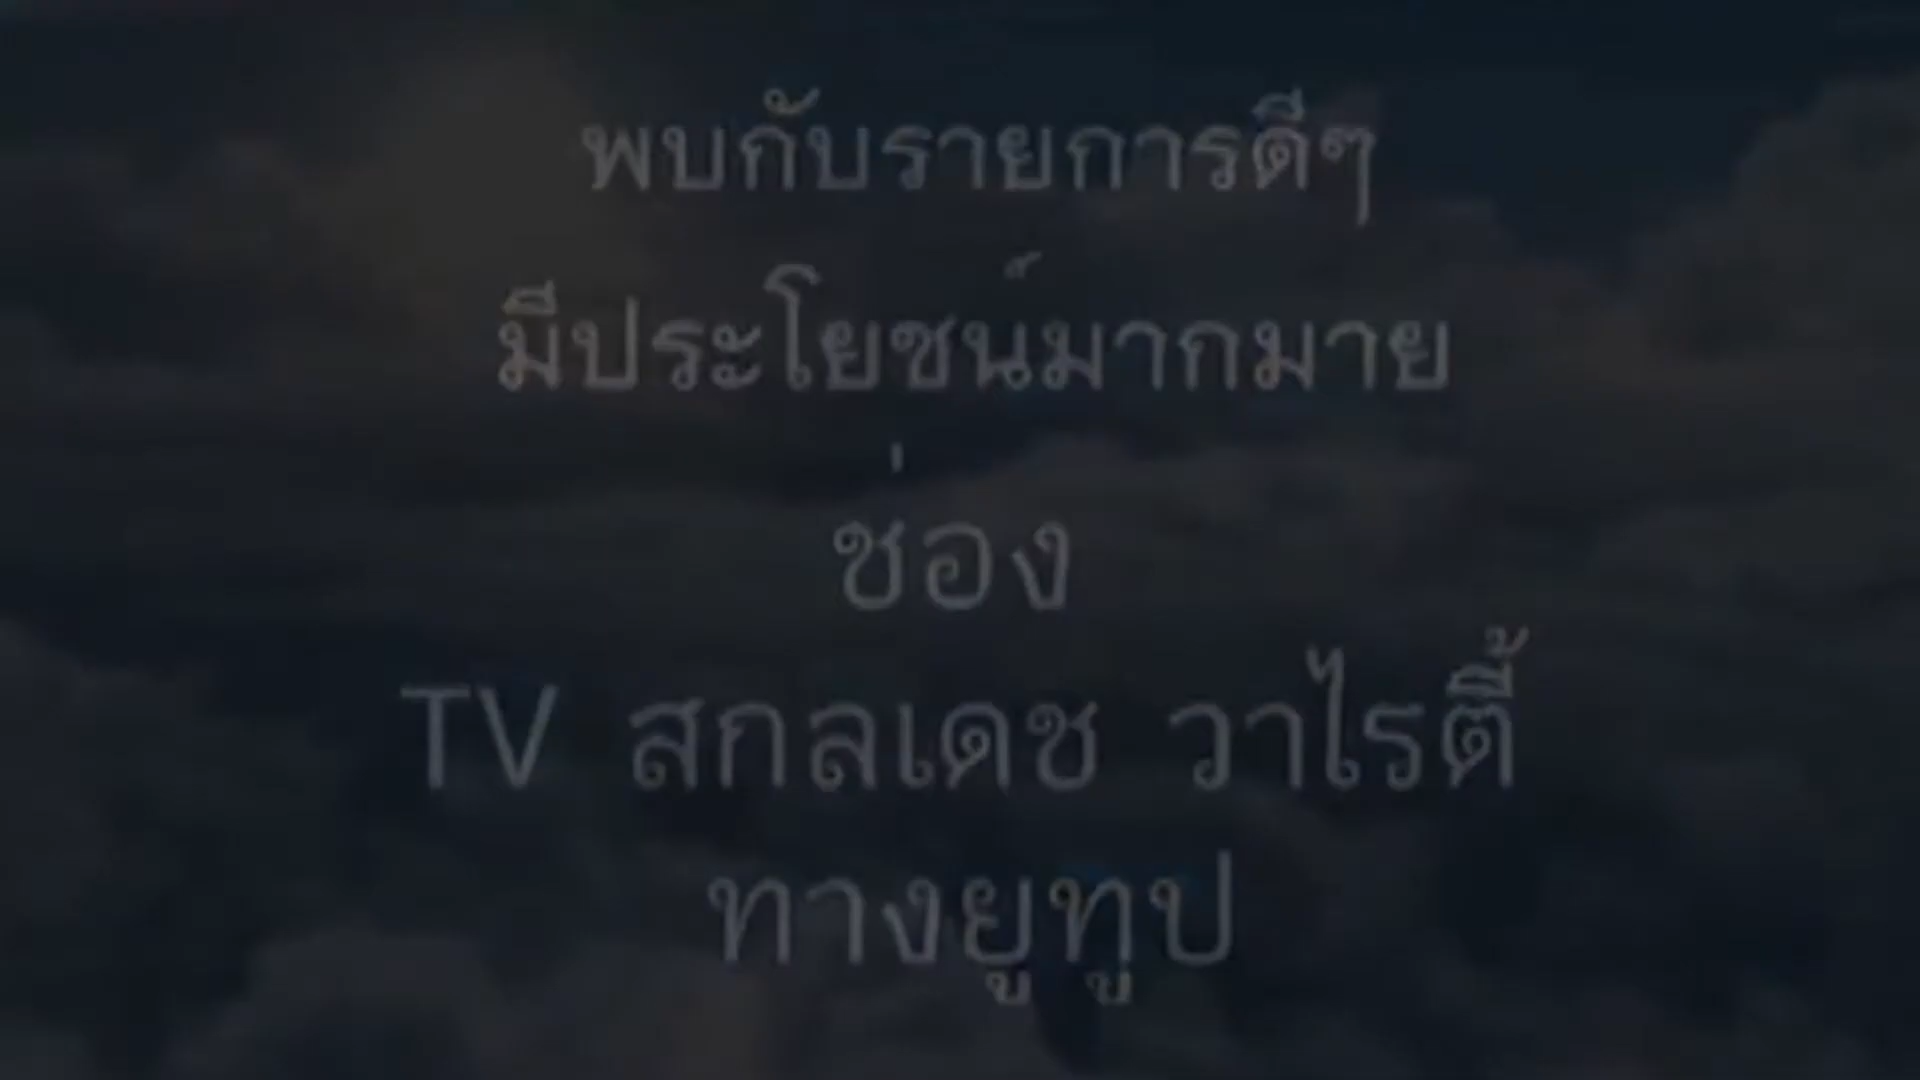 พบกับรายการดีๆ
มีประโยชน์มากมาย
ช่อง
TV สกลเดช วาไรตี้
ทางยูทูป